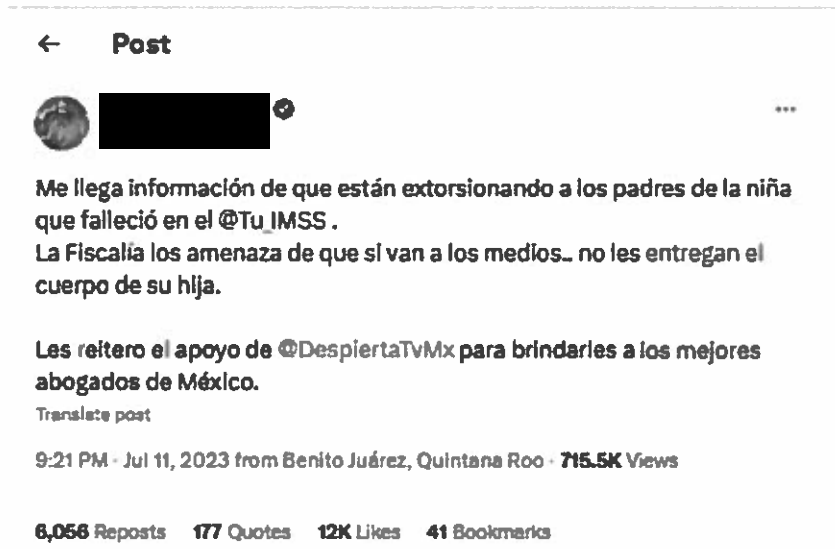 ← Post
Me llega información de que están extorsionando a los padres de la niña
que falleció en el @Tu_IMSS .
La Fiscalía los amenaza de que si van a los medios.. no les entregan el
cuerpo de su hija.
Les reitero el apoyo de @DespiertaTvMx para brindarles a los mejores
abogados de México.
Translate post
9:21 PM · Jul 11, 2023 from Benito Juárez, Quintana Roo · 715.5K Views
6,056 Reposts 177 Quotes 12K Likes 41 Bookmarks